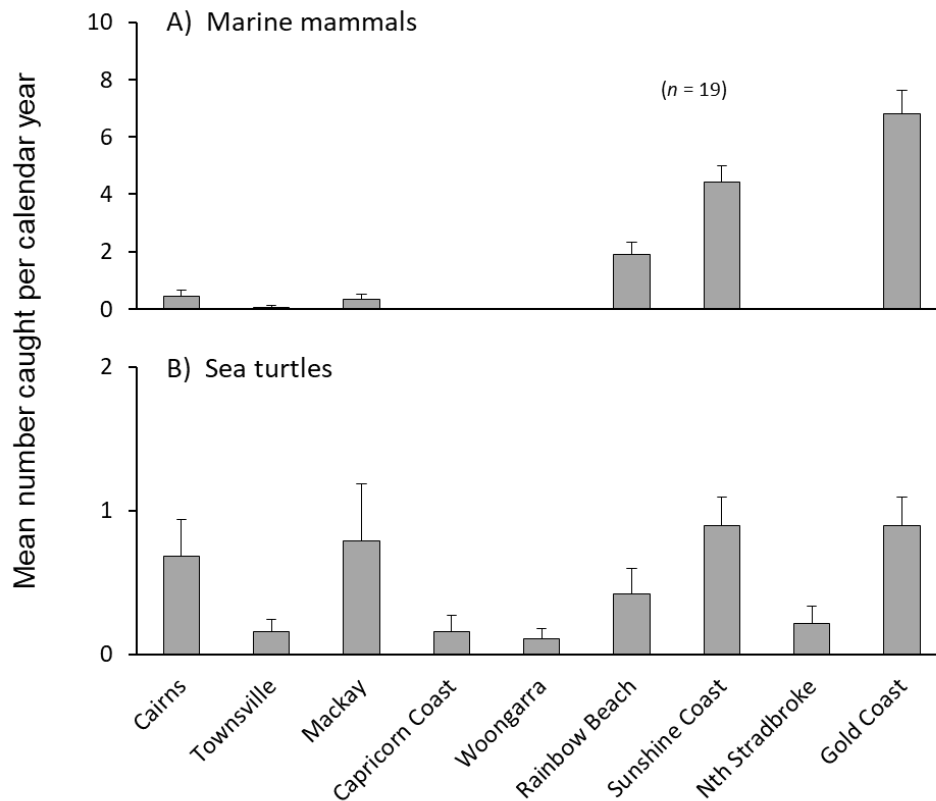 Mean number caught per calendar year
A) Marine mammals
10
8
6
4
2
0
(n = 19)
B) Sea turtles
2
1
0
Cairns
Townsville
Mackay
Capricorn Coast
Woongarra
Rainbow Beach
Sunshine Coast
Nth Stradbroke
Gold Coast